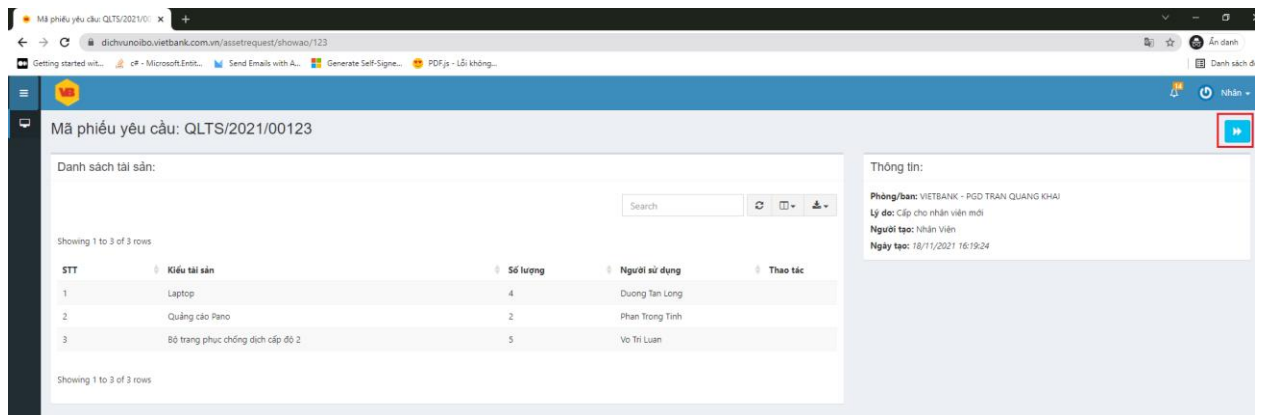 Mã phiếu yêu cầu: QLTS/2021/0
dichvunoibo.vietbank.com.vn/assetrequest/showao/123
Ẩn danh
Getting started wit... c# - Microsoft.Entit... Send Emails with A... Generate Self-Signe... PDF.js - Lỗi không...
Danh sách đ
VB
14
Nhân
Mã phiếu yêu cầu: QLTS/2021/00123
Danh sách tài sản:
Search
Showing 1 to 3 of 3 rows
STT Kiểu tài sản Số lượng Người sử dụng Thao tác
1 Laptop 4 Duong Tan Long
2 Quảng cáo Pano 2 Phan Trong Tinh
3 Bộ trang phục chống dịch cấp độ 2 5 Vo Tri Luan
Showing 1 to 3 of 3 rows
Thông tin:
Phòng/ban: VIETBANK - PGD TRAN QUANG KHAI
Lý do: Cấp cho nhân viên mới
Người tạo: Nhân Viên
Ngày tạo: 18/11/2021 16:19:24